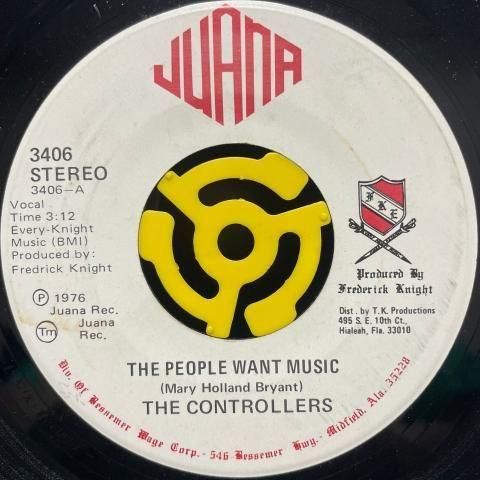 JUANA
3406
STEREO
3406-A
Vocal
Time 3:12
Every-Knight
Music (BMI)
Produced by:
Fredrick Knight
P 1976
Juana Rec.
Tm Juana
Rec.
F K E
Produced By
Frederick Knight
Dist. by T.K. Productions
495 S.E. 10th Ct.,
Hialeah, Fla. 33010
THE PEOPLE WANT MUSIC
(Mary Holland Bryant)
THE CONTROLLERS
Div. Of Bessemer Wage Corp.- 546 Bessemer Hwy.- Midfield, Ala. 35228